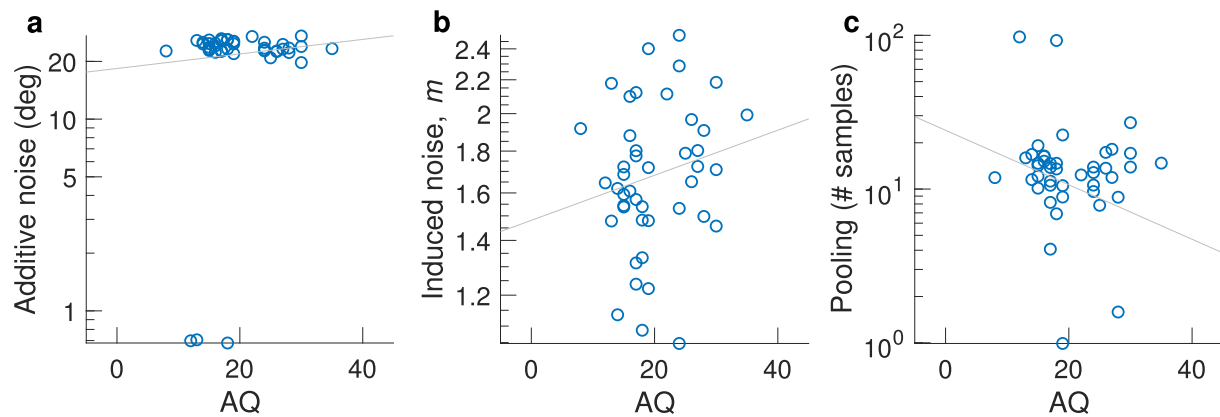 a
Additive noise (deg)
20
10
5
1
0
20
40
AQ
b
Induced noise, m
2.4
2.2
2
1.8
1.6
1.4
1.2
0
20
40
AQ
c
Pooling (# samples)
10²
10¹
10⁰
0
20
40
AQ